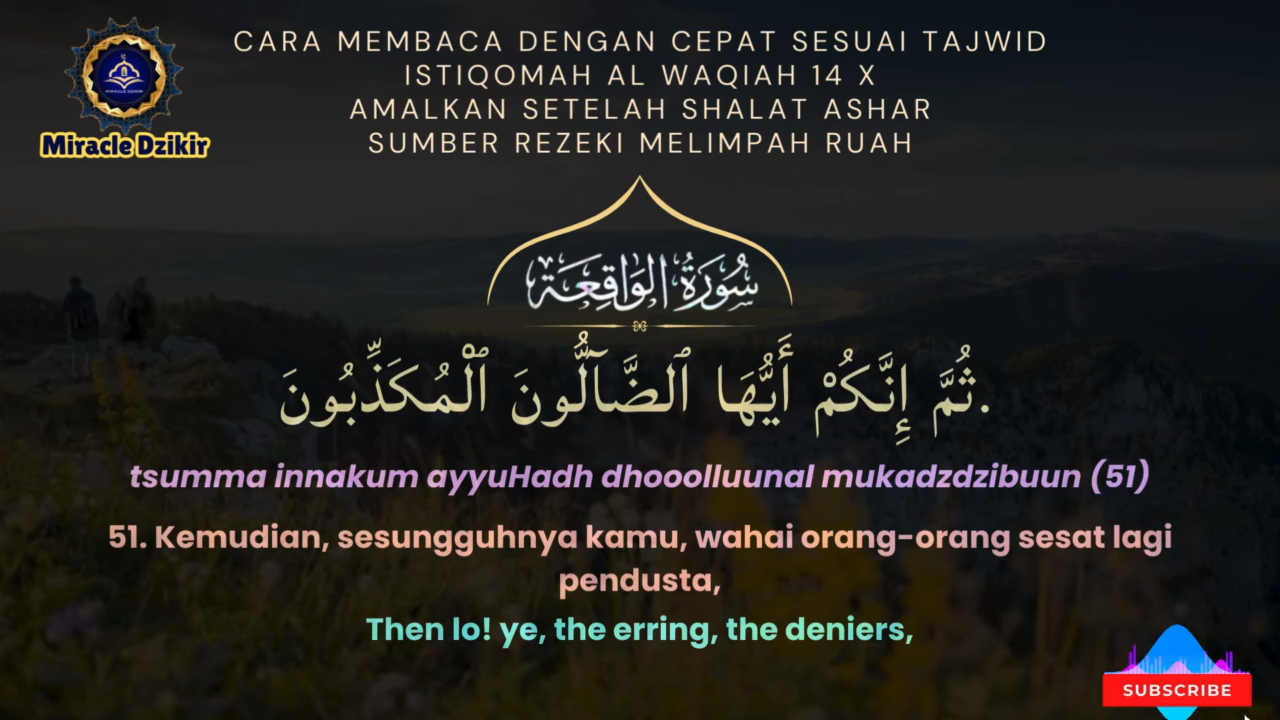 CARA MEMBACA DENGAN CEPAT SESUAI TAJWID
ISTIQOMAH AL WAQIAH 14 X
AMALKAN SETELAH SHALAT ASHAR
SUMBER REZEKI MELIMPAH RUAH
MIRACLE DZIKIR
Miracle Dzikir
سُورَةُ الوَاقِعَة
ثُمَّ إِنَّكُمْ أَيُّهَا ٱلضَّآلُّونَ ٱلْمُكَذِّبُونَ.
tsumma innakum ayyuHadh dhooolluunal mukadzdzibuun (51)
51. Kemudian, sesungguhnya kamu, wahai orang-orang sesat lagi
pendusta,
Then lo! ye, the erring, the deniers,
SUBSCRIBE